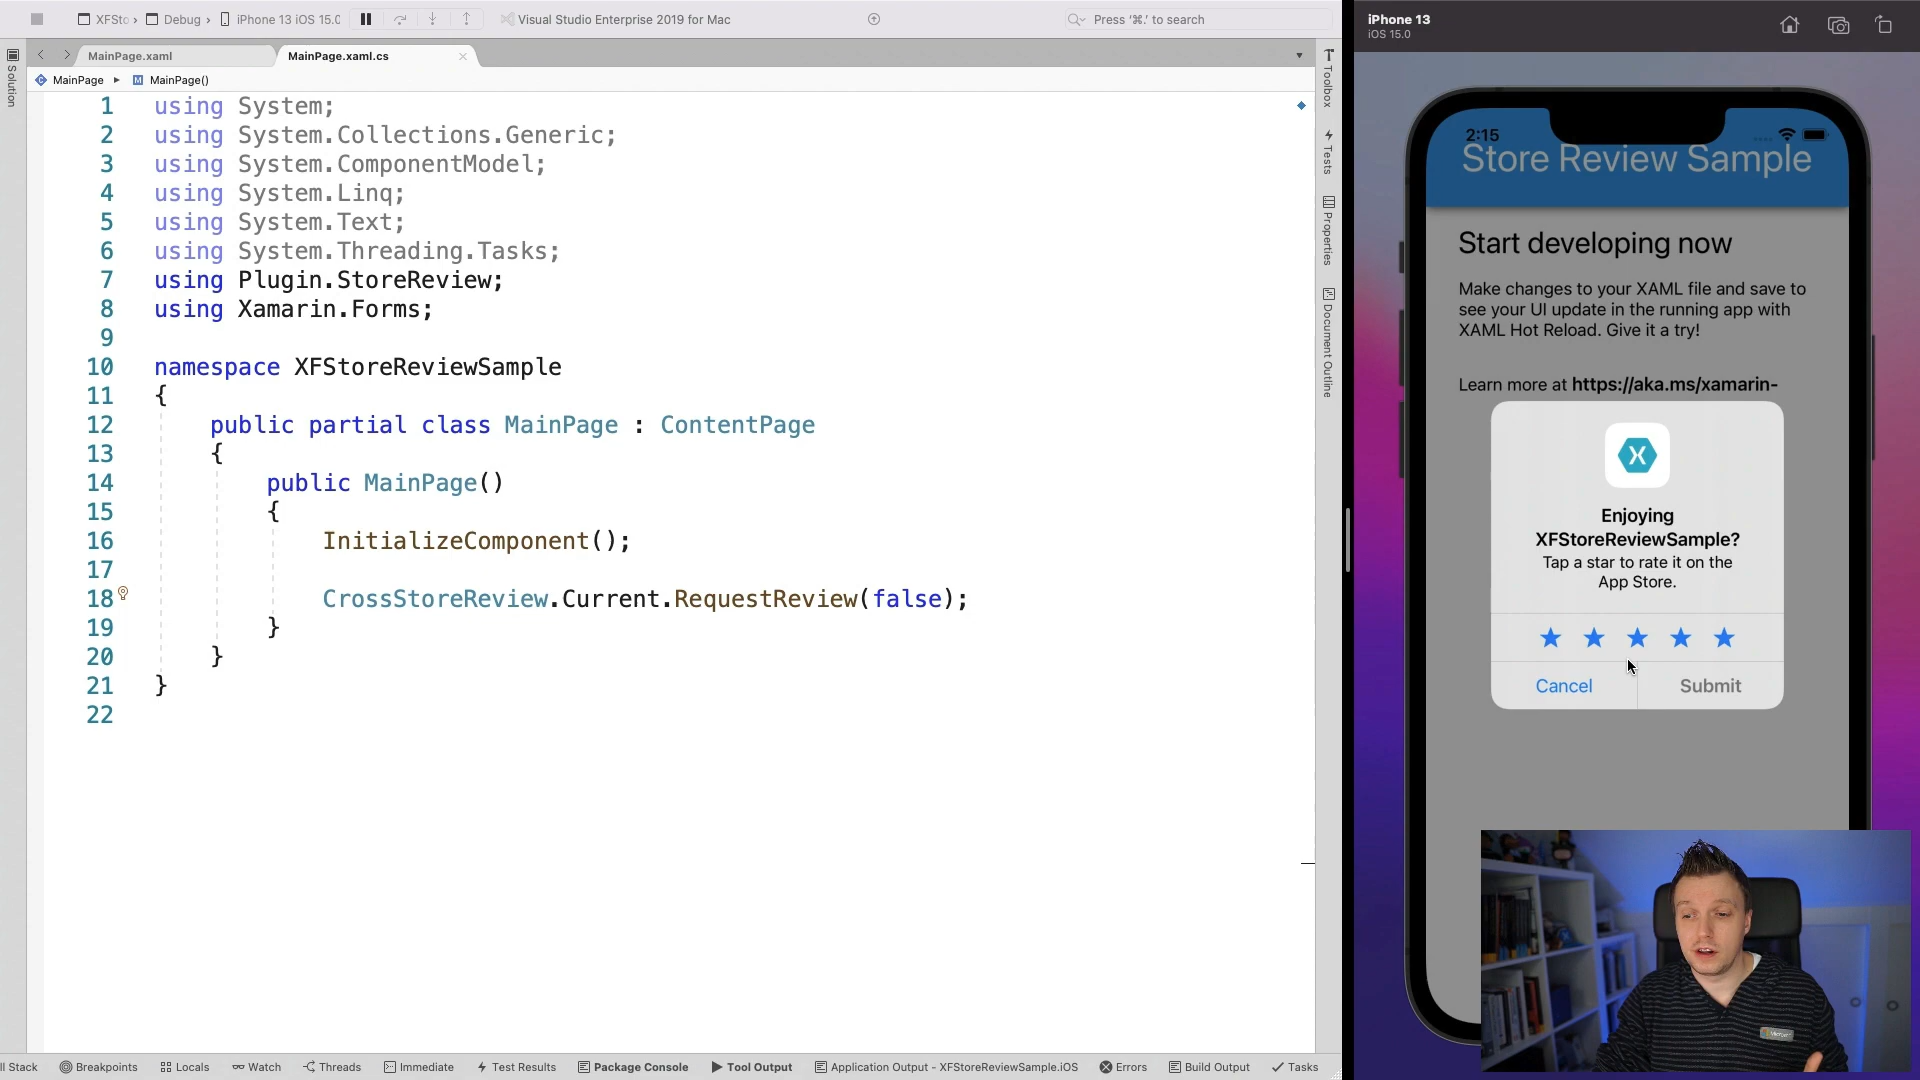 XFSto
Debug
iPhone 13 iOS 15.0
Visual Studio Enterprise 2019 for Mac
Press '⌘.' to search
Solution
MainPage.xaml
MainPage.xaml.cs
MainPage
MainPage()
1 using System;
2 using System.Collections.Generic;
3 using System.ComponentModel;
4 using System.Linq;
5 using System.Text;
6 using System.Threading.Tasks;
7 using Plugin.StoreReview;
8 using Xamarin.Forms;
9
10 namespace XFStoreReviewSample
11 {
12 public partial class MainPage : ContentPage
13 {
14 public MainPage()
15 {
16 InitializeComponent();
17
18 CrossStoreReview.Current.RequestReview(false);
19 }
20 }
21 }
22
Toolbox
Tests
Properties
Document Outline
ll Stack
Breakpoints
Locals
Watch
Threads
Immediate
Test Results
Package Console
Tool Output
Application Output - XFStoreReviewSample.iOS
Errors
Build Output
Tasks
iPhone 13
iOS 15.0
2:15
Store Review Sample
Start developing now
Make changes to your XAML file and save to
see your UI update in the running app with
XAML Hot Reload. Give it a try!
Learn more at https://aka.ms/xamarin-
X
Enjoying
XFStoreReviewSample?
Tap a star to rate it on the
App Store.
Cancel
Submit